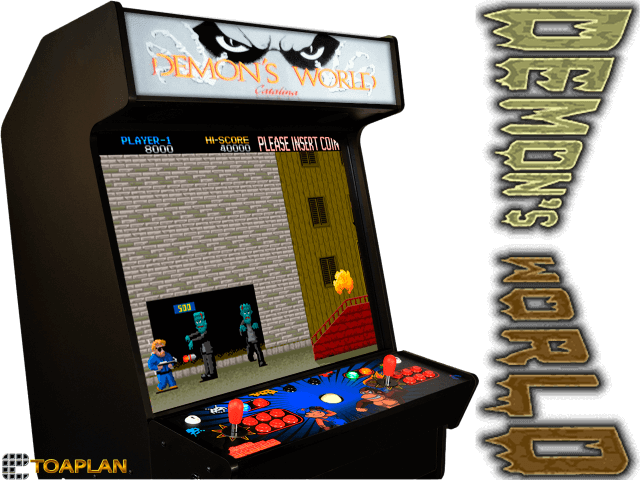 DEMON'S WORLD
Catalina
PLAYER-1 HI-SCORE PLEASE INSERT COIN
8000 40000
500
TOAPLAN
DEMON'S WORLD